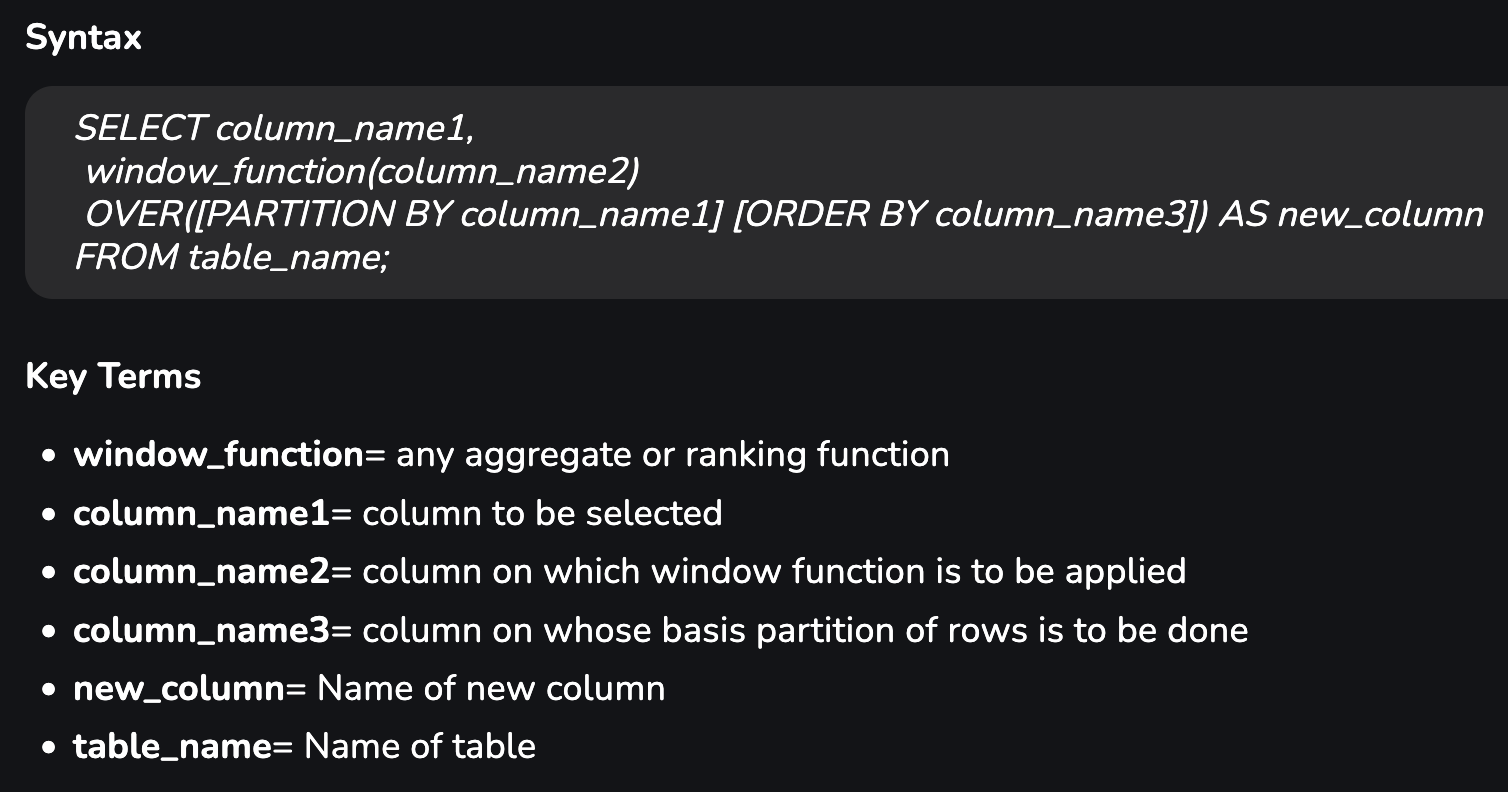 Syntax
SELECT column_name1,
window_function(column_name2)
OVER([PARTITION BY column_name1] [ORDER BY column_name3]) AS new_column
FROM table_name;
Key Terms
• window_function= any aggregate or ranking function
• column_name1= column to be selected
• column_name2= column on which window function is to be applied
• column_name3= column on whose basis partition of rows is to be done
• new_column= Name of new column
• table_name= Name of table